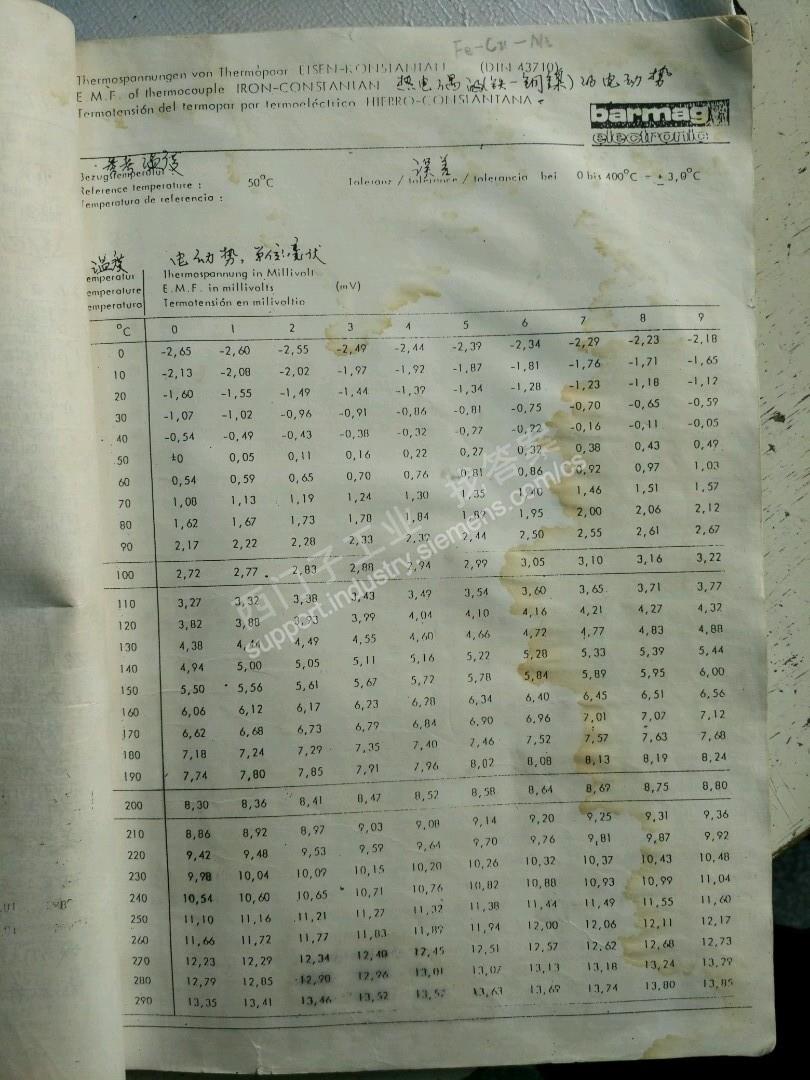 Fe-Cu-Ni
Thermospannungen von Thermopaar EISEN-KONSTANTAN (DIN 43710)
E.M.F. of thermocouple IRON-CONSTANTAN 热电偶 (铁-铜镍) 的电动势
Termotensión del termopar par termoeléctrico HIERRO-CONSTANTANA
barmag
electronic
参考温度
Bezugstemperatur
Reference temperature : 50°C
Temperatura de referencia :
误差
Toleranz / tolerance / tolerancia bei 0 bis 400°C - ± 3,0°C
温度 电动势，单位毫伏
emperatur Thermospannung in Millivolt
emperature E.M.F. in millivolts (mV)
emperatura Termotensión en milivoltio
°C 0 1 2 3 4 5 6 7 8 9
0 -2,65 -2,60 -2,55 -2,49 -2,44 -2,39 -2,34 -2,29 -2,23 -2,18
10 -2,13 -2,08 -2,02 -1,97 -1,92 -1,87 -1,81 -1,76 -1,71 -1,65
20 -1,60 -1,55 -1,49 -1,44 -1,39 -1,34 -1,28 -1,23 -1,18 -1,12
30 -1,07 -1,02 -0,96 -0,91 -0,86 -0,81 -0,75 -0,70 -0,65 -0,59
40 -0,54 -0,49 -0,43 -0,38 -0,32 -0,27 -0,22 -0,16 -0,11 -0,05
50 ±0 0,05 0,11 0,16 0,22 0,27 0,32 0,38 0,43 0,49
60 0,54 0,59 0,65 0,70 0,76 0,81 0,86 0,92 0,97 1,03
70 1,08 1,13 1,19 1,24 1,30 1,35 1,40 1,46 1,51 1,57
80 1,62 1,67 1,73 1,78 1,84 1,89 1,95 2,00 2,06 2,12
90 2,17 2,22 2,28 2,33 2,39 2,44 2,50 2,55 2,61 2,67
100 2,72 2,77 2,83 2,88 2,94 2,99 3,05 3,10 3,16 3,22
110 3,27 3,32 3,38 3,43 3,49 3,54 3,60 3,65 3,71 3,77
120 3,82 3,88 3,93 3,99 4,04 4,10 4,16 4,21 4,27 4,32
130 4,38 4,44 4,49 4,55 4,60 4,66 4,72 4,77 4,83 4,88
140 4,94 5,00 5,05 5,11 5,16 5,22 5,28 5,33 5,39 5,44
150 5,50 5,56 5,61 5,67 5,72 5,78 5,84 5,89 5,95 6,00
160 6,06 6,12 6,17 6,23 6,28 6,34 6,40 6,45 6,51 6,56
170 6,62 6,68 6,73 6,79 6,84 6,90 6,96 7,01 7,07 7,12
180 7,18 7,24 7,29 7,35 7,40 7,46 7,52 7,57 7,63 7,68
190 7,74 7,80 7,85 7,91 7,96 8,02 8,08 8,13 8,19 8,24
200 8,30 8,36 8,41 8,47 8,52 8,58 8,64 8,69 8,75 8,80
210 8,86 8,92 8,97 9,03 9,08 9,14 9,20 9,25 9,31 9,36
220 9,42 9,48 9,53 9,59 9,64 9,70 9,76 9,81 9,87 9,92
230 9,98 10,04 10,09 10,15 10,20 10,26 10,32 10,37 10,43 10,48
240 10,54 10,60 10,65 10,71 10,76 10,82 10,88 10,93 10,99 11,04
250 11,10 11,16 11,21 11,27 11,32 11,38 11,44 11,49 11,55 11,60
260 11,66 11,72 11,77 11,83 11,89 11,94 12,00 12,06 12,11 12,17
270 12,23 12,29 12,34 12,40 12,45 12,51 12,57 12,62 12,68 12,73
280 12,79 12,85 12,90 12,96 13,01 13,07 13,13 13,18 13,24 13,29
290 13,35 13,41 13,46 13,52 13,57 13,63 13,69 13,74 13,80 13,85
西门子工业 找答案
support.industry.siemens.com/cs